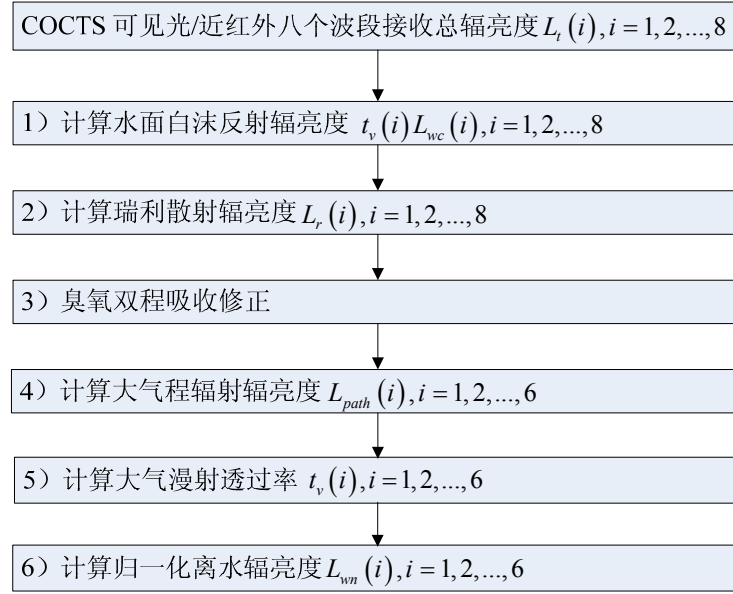 COCTS 可见光/近红外八个波段接收总辐亮度 L_t(i), i = 1, 2, ..., 8
1）计算水面白沫反射辐亮度 t_v(i)L_wc(i), i = 1, 2, ..., 8
2）计算瑞利散射辐亮度 L_r(i), i = 1, 2, ..., 8
3）臭氧双程吸收修正
4）计算大气程辐射辐亮度 L_path(i), i = 1, 2, ..., 6
5）计算大气漫射透过率 t_v(i), i = 1, 2, ..., 6
6）计算归一化离水辐亮度 L_wn(i), i = 1, 2, ..., 6